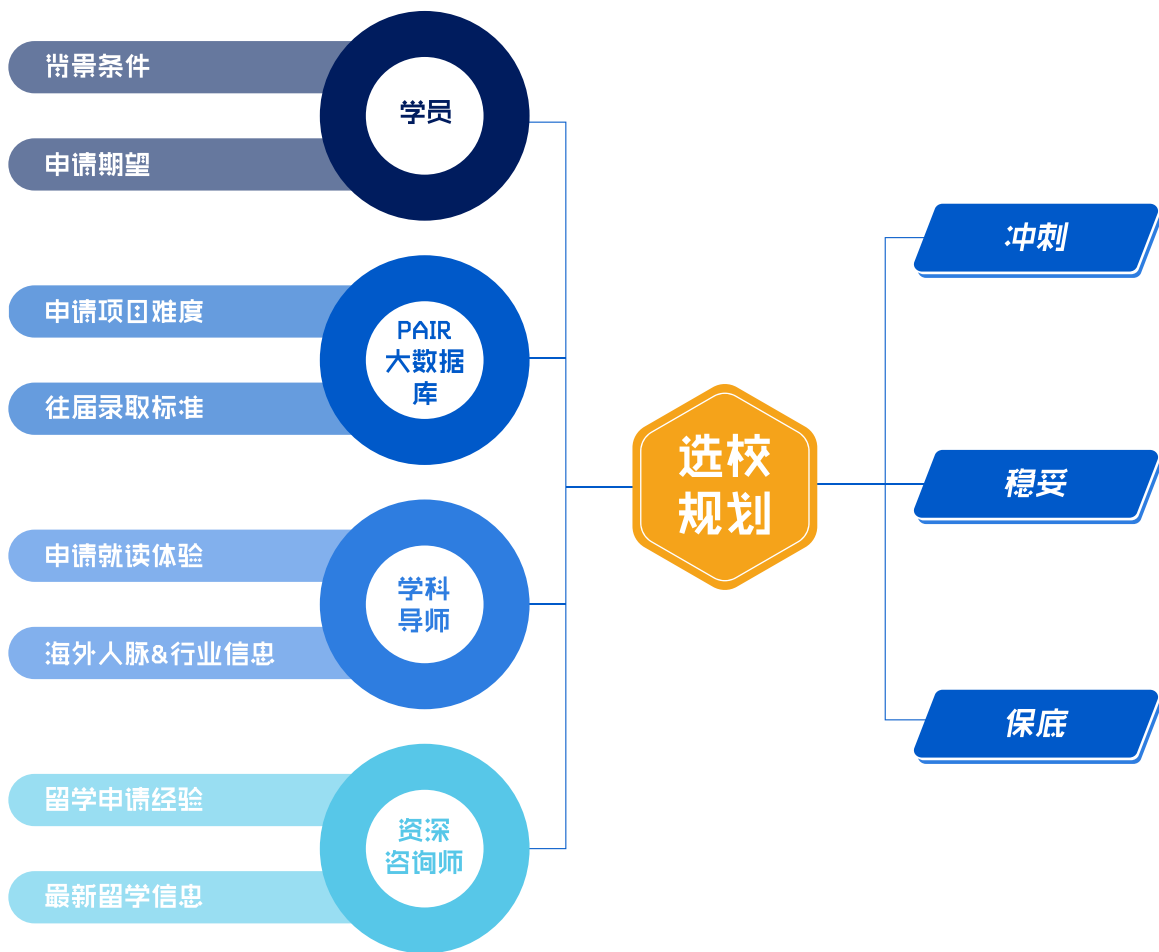 背景条件
学员
申请期望
申请项目难度
PAIR
大数据
库
往届录取标准
申请就读体验
学科
导师
海外人脉&行业信息
留学申请经验
资深
咨询师
最新留学信息
选校
规划
冲刺
稳妥
保底